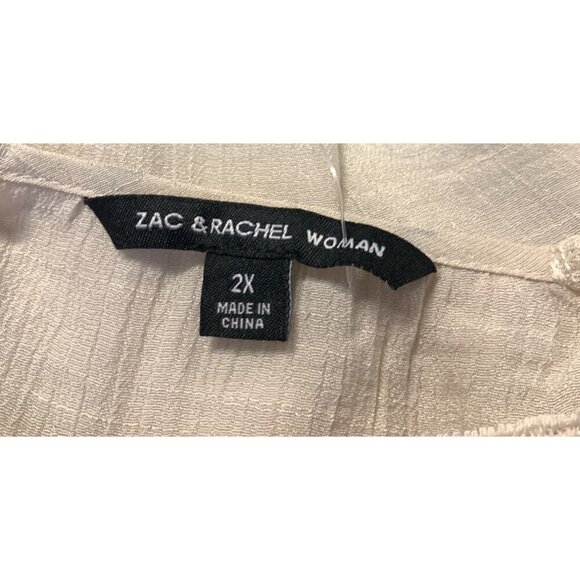 ZAC & RACHEL WOMAN
2X
MADE IN
CHINA